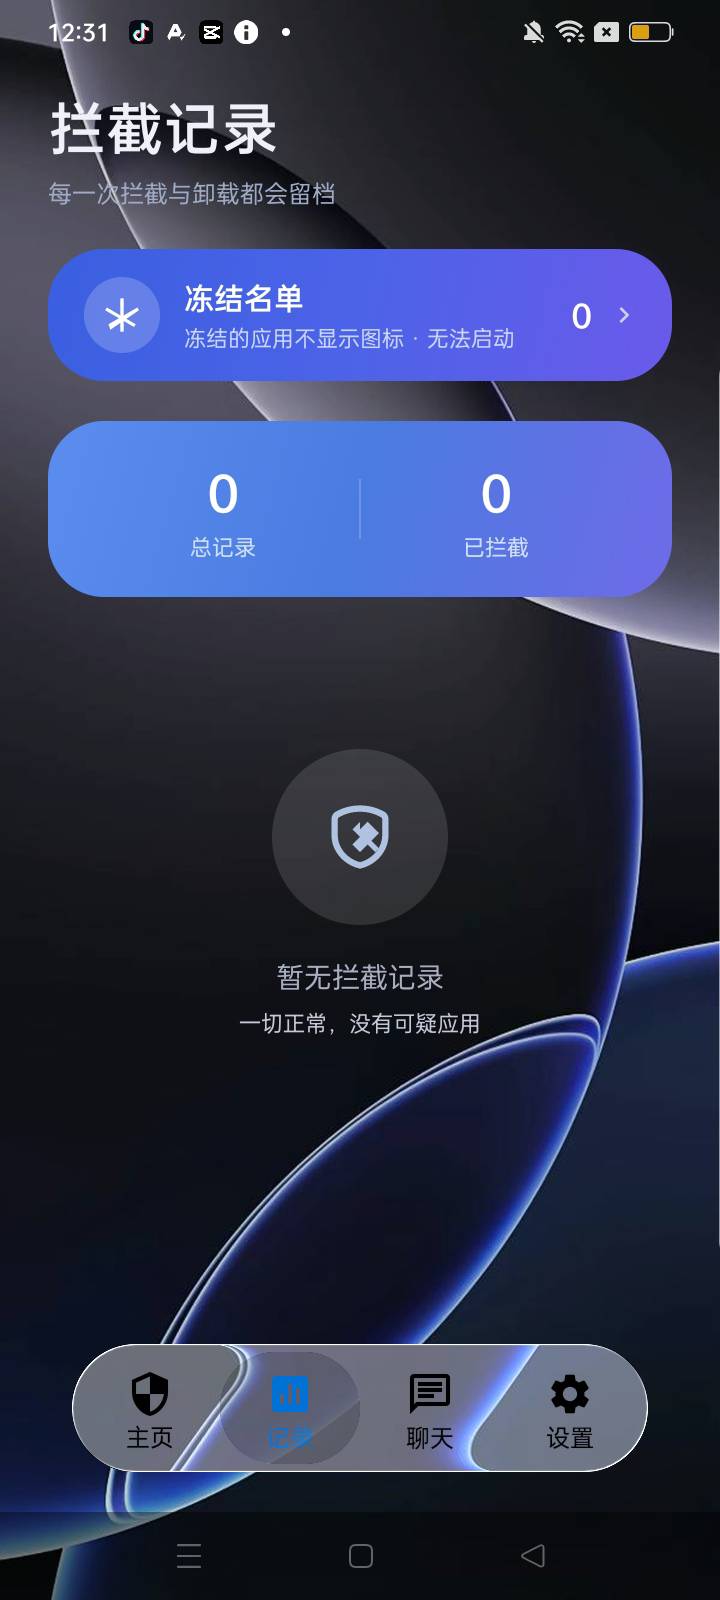 12:31
拦截记录
每一次拦截与卸载都会留档
冻结名单
冻结的应用不显示图标 · 无法启动
0
0
0
总记录
已拦截
暂无拦截记录
一切正常，没有可疑应用
主页
记录
聊天
设置